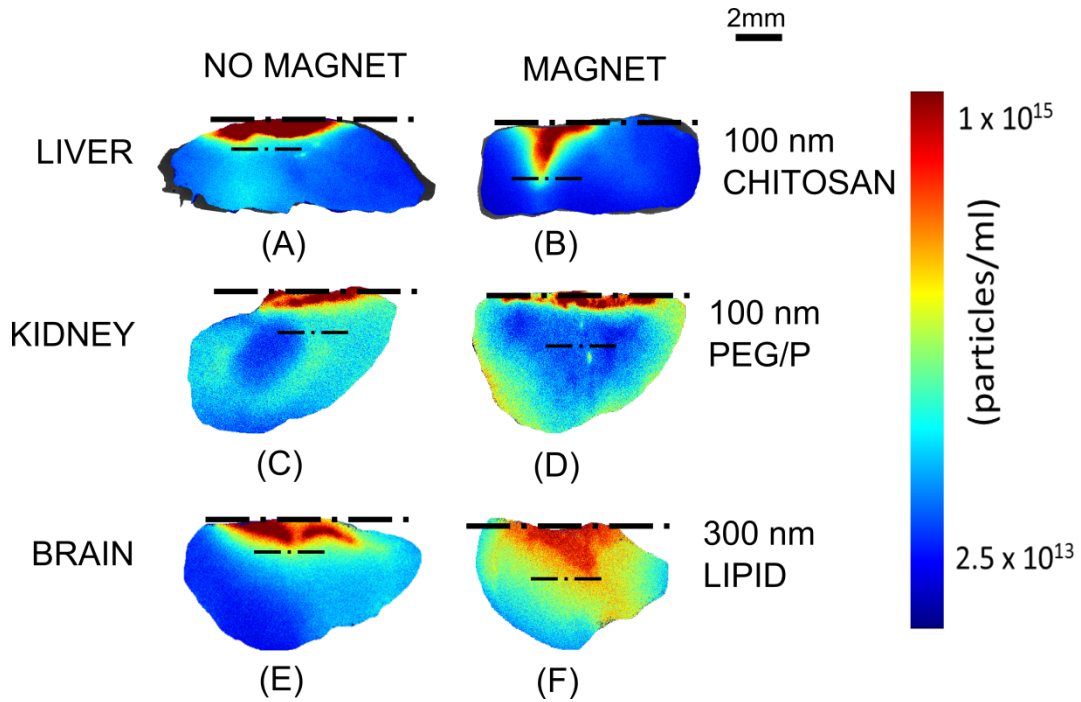 2mm
NO MAGNET
MAGNET
LIVER
100 nm
CHITOSAN
(A)
(B)
KIDNEY
100 nm
PEG/P
(C)
(D)
BRAIN
300 nm
LIPID
(E)
(F)
1 x 10¹⁵
(particles/ml)
2.5 x 10¹³